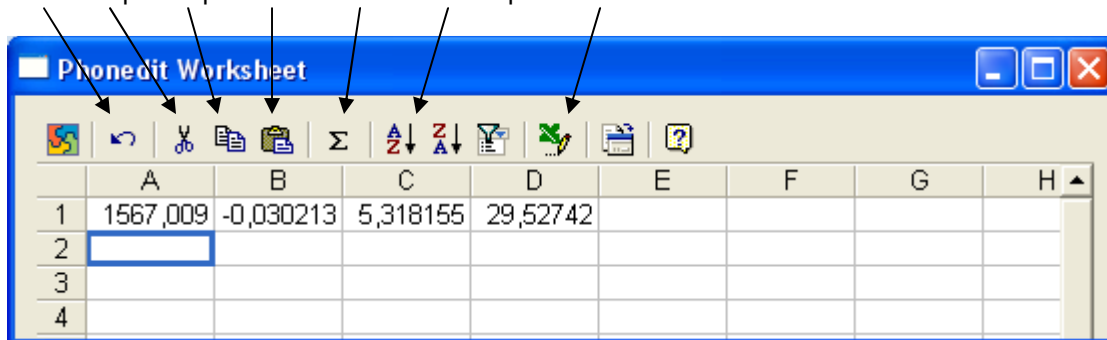 Phonedit Worksheet
Σ A Z Z A ?
A B C D E F G H
1 1567,009 -0,030213 5,318155 29,52742
2
3
4